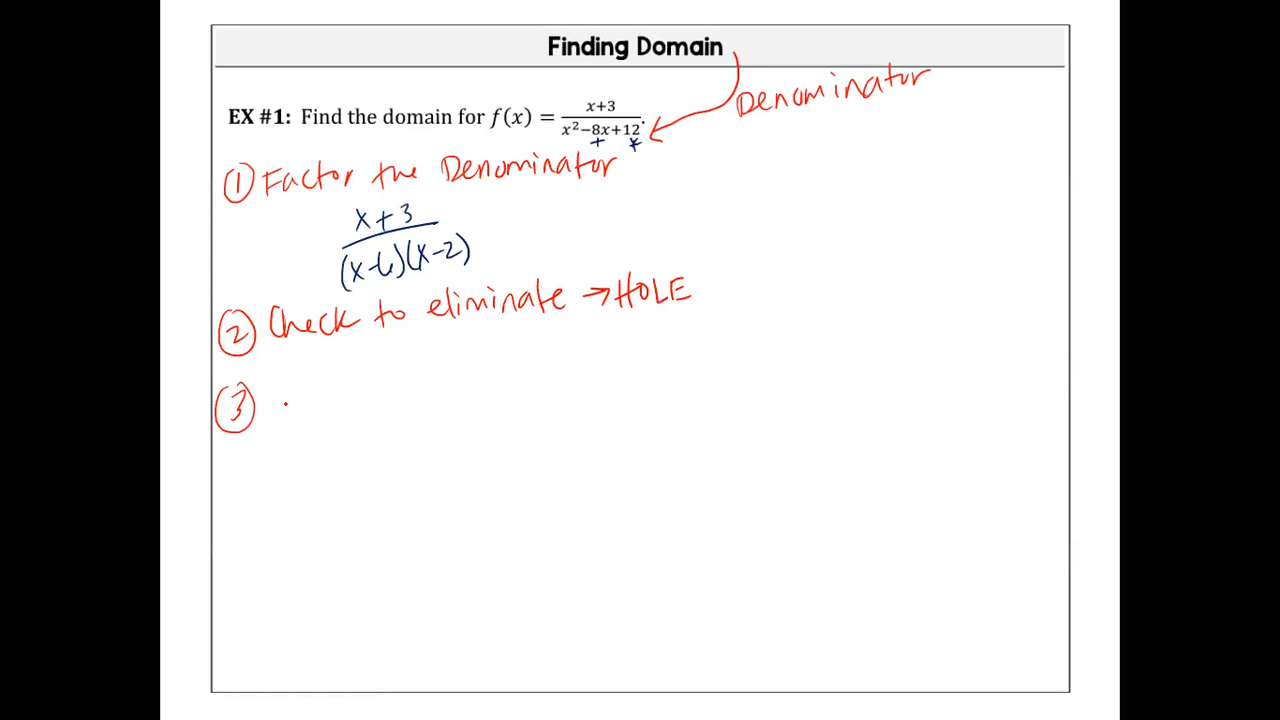 Finding Domain
Denominator
EX #1: Find the domain for f(x) = x+3 / x²−8x+12.
+ *
① Factor the Denominator
x + 3
(x-6)(x-2)
② Check to eliminate → HOLE
③